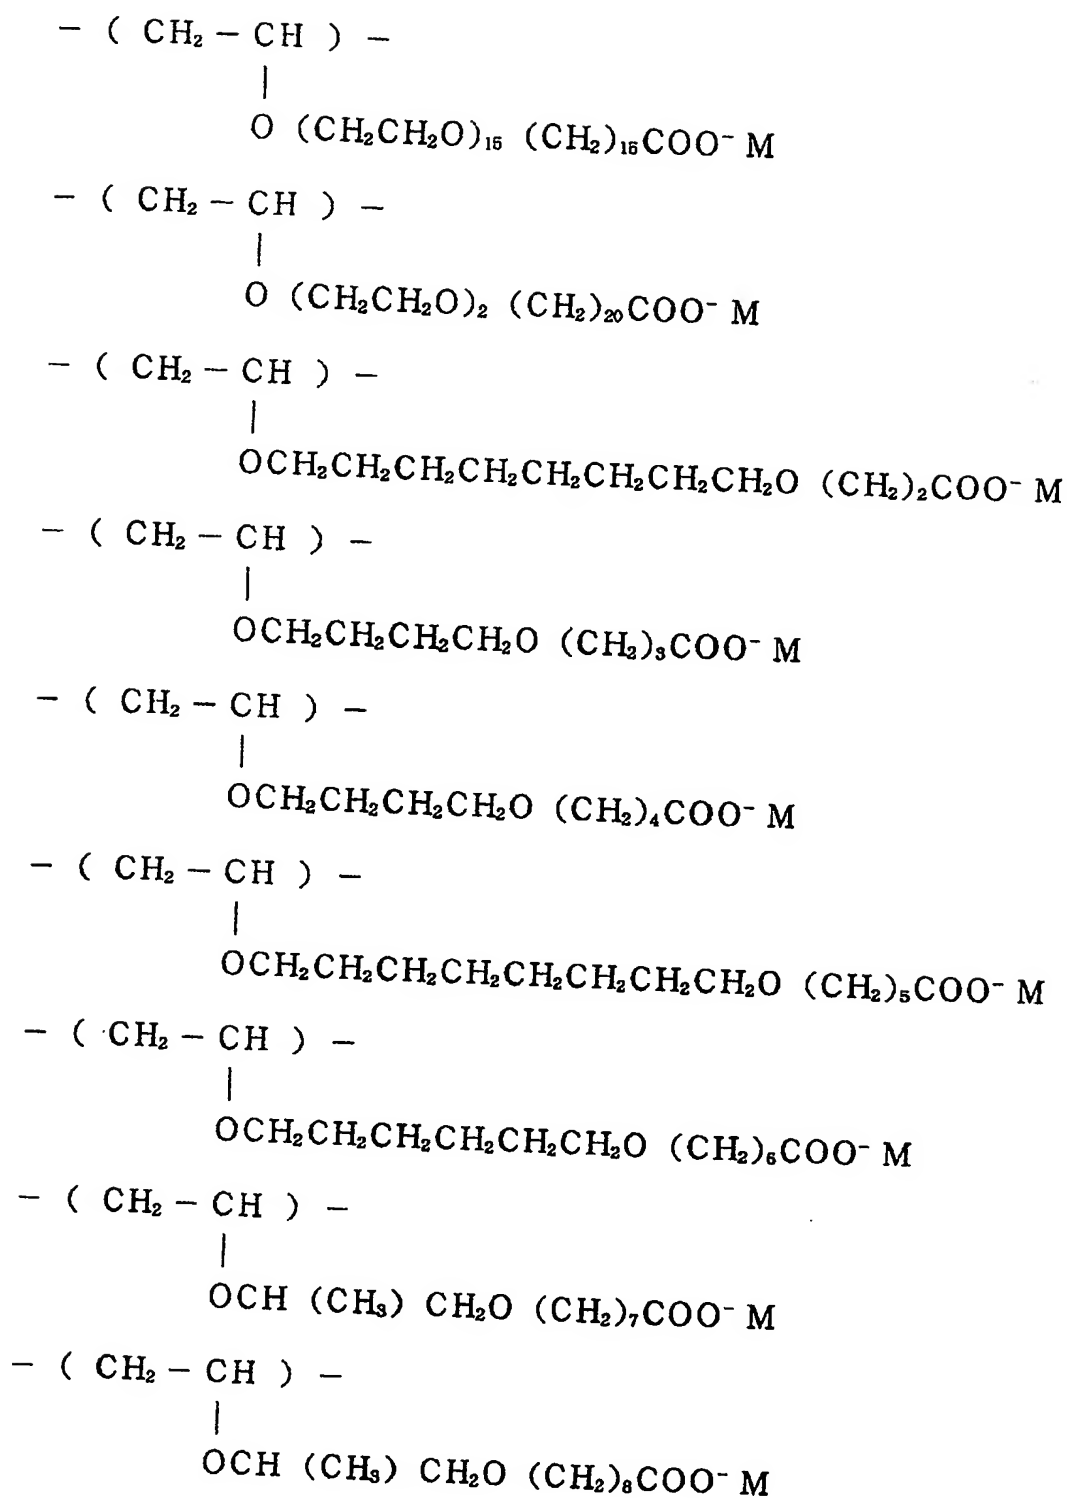 − ( CH₂ − CH ) −
|
O (CH₂CH₂O)₁₅ (CH₂)₁₅COO⁻ M
− ( CH₂ − CH ) −
|
O (CH₂CH₂O)₂ (CH₂)₂₀COO⁻ M
− ( CH₂ − CH ) −
|
OCH₂CH₂CH₂CH₂CH₂CH₂CH₂CH₂O (CH₂)₂COO⁻ M
− ( CH₂ − CH ) −
|
OCH₂CH₂CH₂CH₂O (CH₂)₃COO⁻ M
− ( CH₂ − CH ) −
|
OCH₂CH₂CH₂CH₂O (CH₂)₄COO⁻ M
− ( CH₂ − CH ) −
|
OCH₂CH₂CH₂CH₂CH₂CH₂CH₂CH₂O (CH₂)₅COO⁻ M
− ( CH₂ − CH ) −
|
OCH₂CH₂CH₂CH₂CH₂CH₂O (CH₂)₆COO⁻ M
− ( CH₂ − CH ) −
|
OCH (CH₃) CH₂O (CH₂)₇COO⁻ M
− ( CH₂ − CH ) −
|
OCH (CH₃) CH₂O (CH₂)₈COO⁻ M